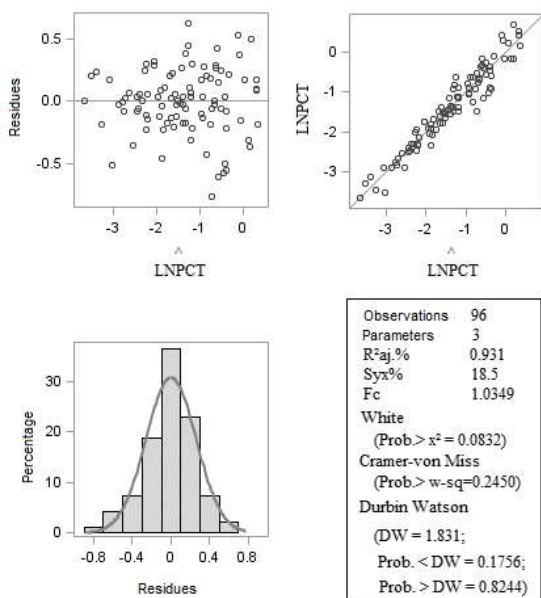 0.5
0.0
-0.5
Residues
-3 -2 -1 0
^
LNPCT
0
-1
-2
-3
LNPCT
-3 -2 -1 0
^
LNPCT
30
20
10
0
Percentage
-0.8 -0.4 0 0.4 0.8
Residues
Observations 96
Parameters 3
R²aj.% 0.931
Syx% 18.5
Fc 1.0349
White
(Prob.> x² = 0.0832)
Cramer-von Miss
(Prob.> w-sq=0.2450)
Durbin Watson
(DW = 1.831;
Prob. < DW = 0.1756;
Prob. > DW = 0.8244)